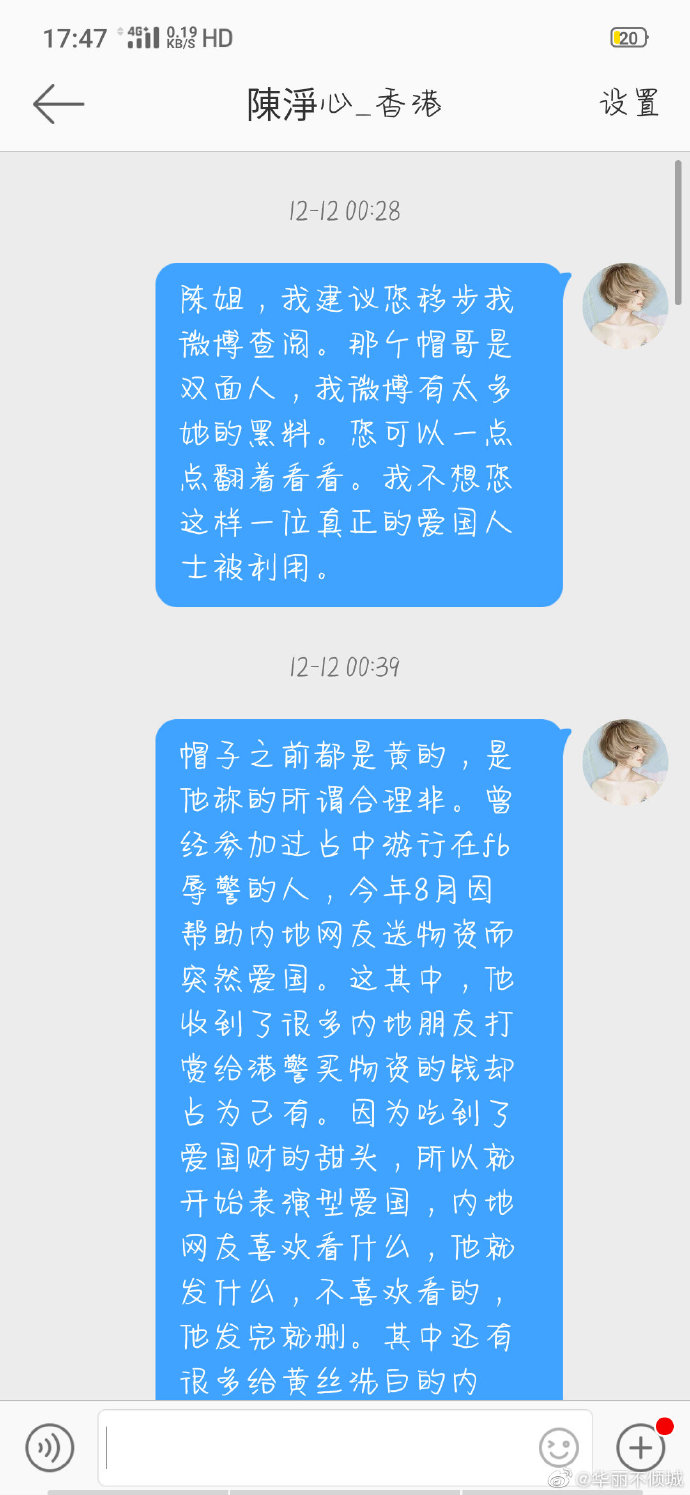 17:47 4G+ 0.19 KB/S HD 20
陳淨心_香港 设置
12-12 00:28
陈姐，我建议您移步我
微博查阅。那个帽哥是
双面人，我微博有太多
她的黑料。您可以一点
点翻着看看。我不想您
这样一位真正的爱国人
士被利用。
12-12 00:39
帽子之前都是黄的，是
他称的所谓合理非。曾
经参加过占中游行在fb
辱警的人，今年8月因
帮助内地网友送物资而
突然爱国。这其中，他
收到了很多内地朋友打
赏给港警买物资的钱却
占为己有。因为吃到了
爱国财的甜头，所以就
开始表演型爱国，内地
网友喜欢看什么，他就
发什么，不喜欢看的，
他发完就删。其中还有
很多给黄丝洗白的内
@华丽不倾城